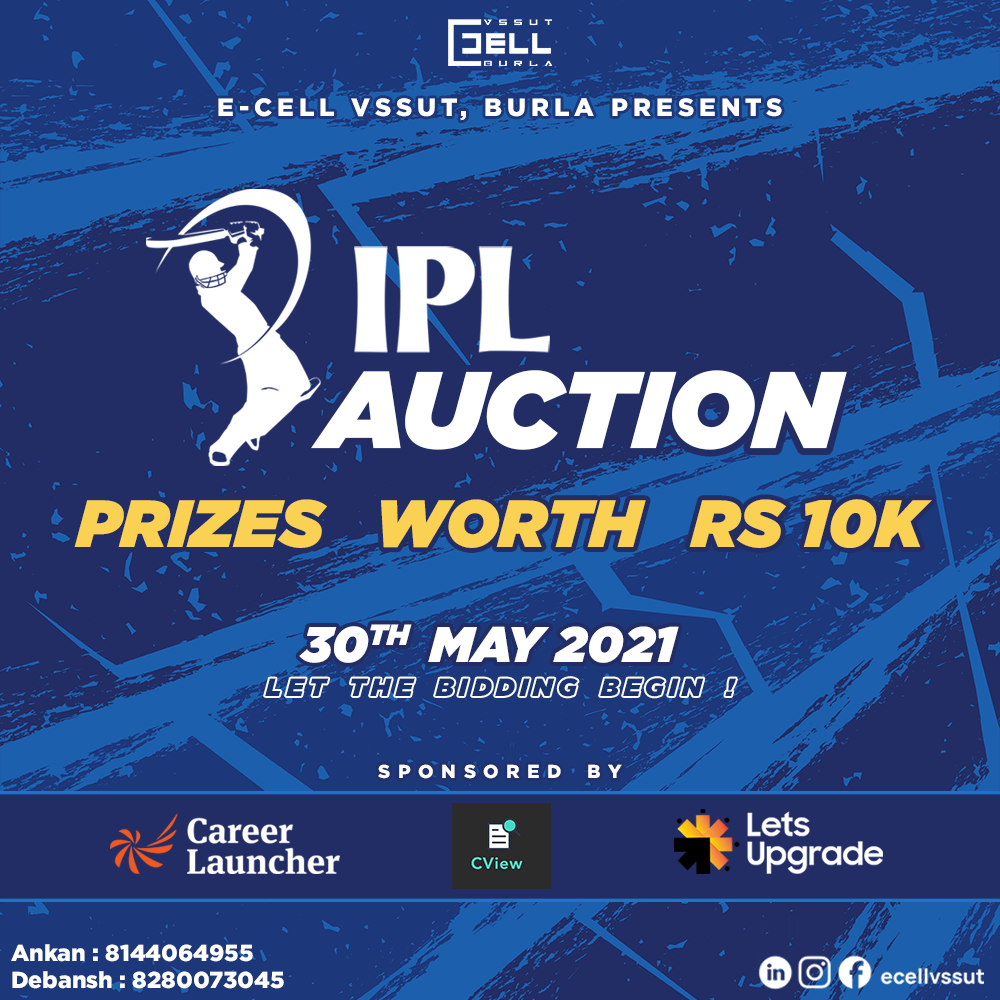 VSSUT
ECELL
BURLA
E-CELL VSSUT, BURLA PRESENTS
IPL
AUCTION
PRIZES WORTH RS 10K
30TH MAY 2021
LET THE BIDDING BEGIN !
SPONSORED BY
Career
Launcher
CView
Lets
Upgrade
Ankan : 8144064955
Debansh : 8280073045
in f ecellvssut